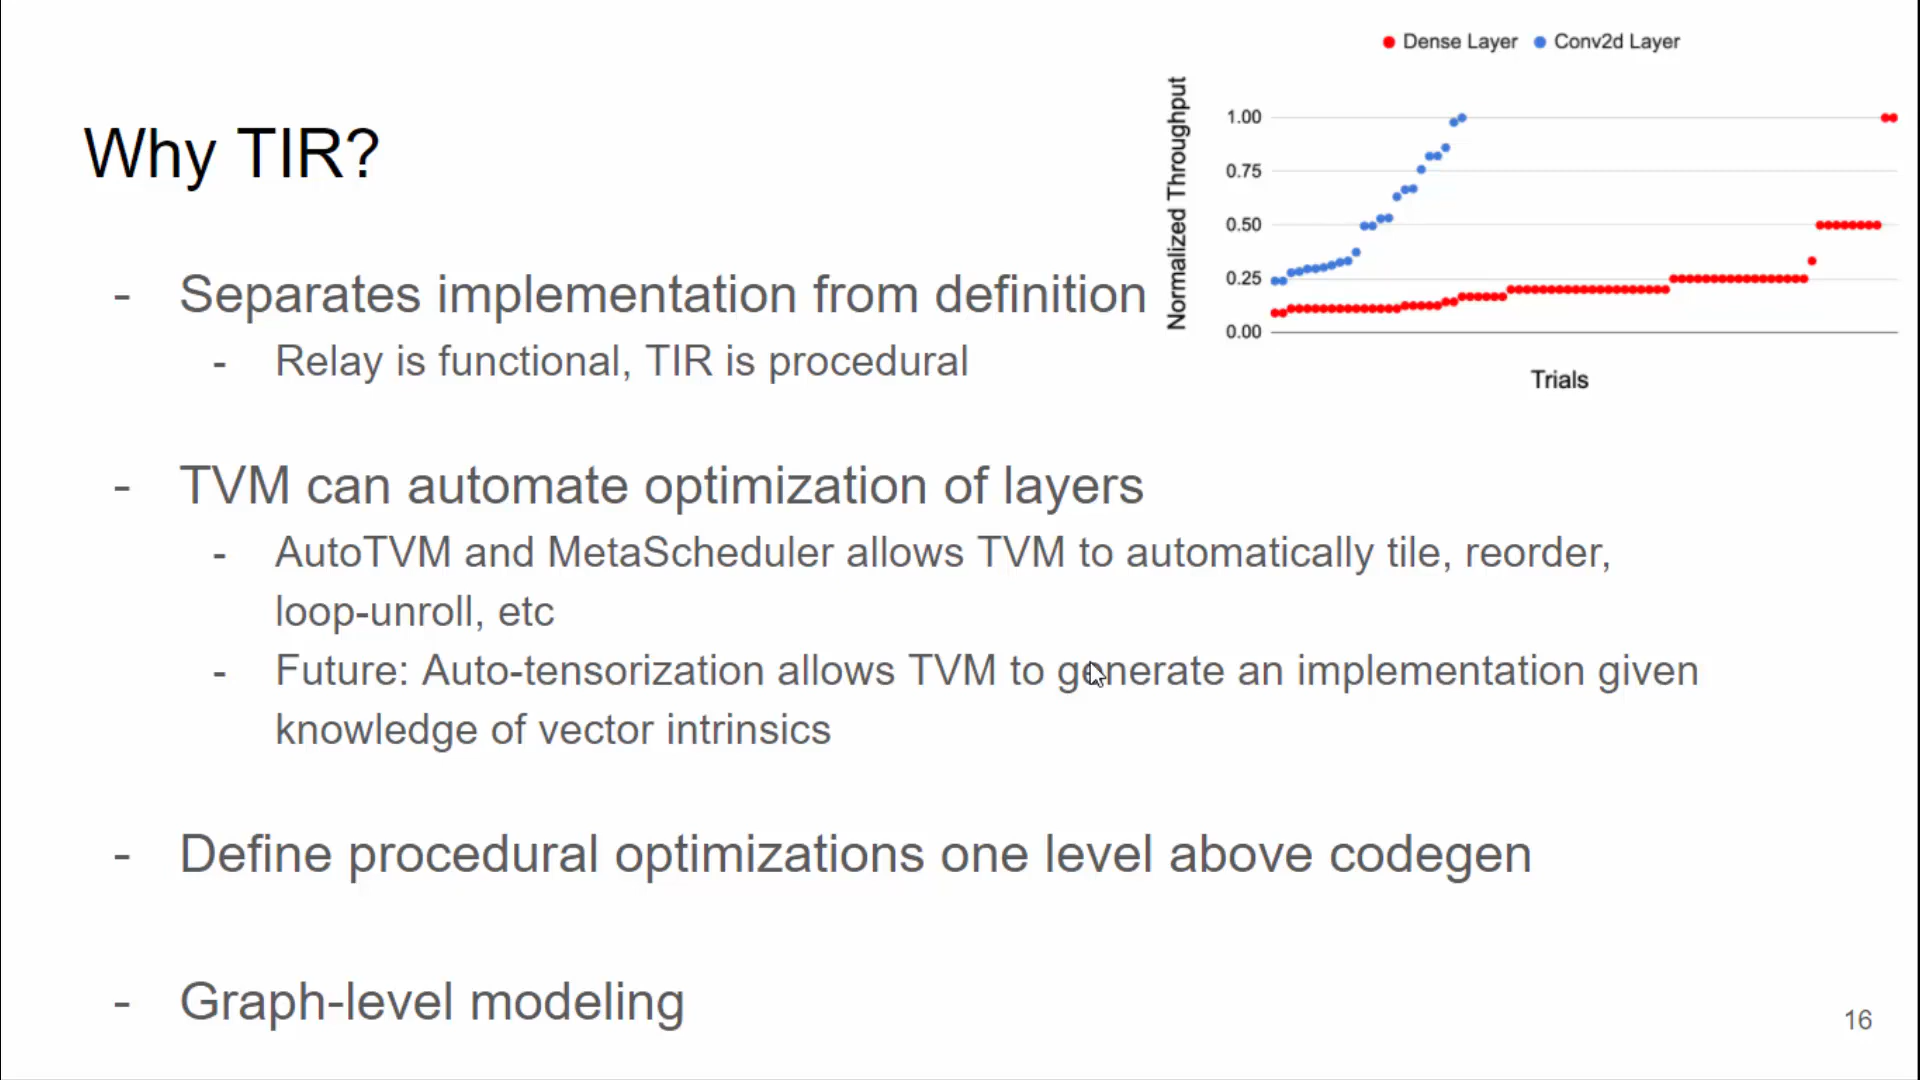 Dense Layer Conv2d Layer
Normalized Throughput
1.00
0.75
0.50
0.25
0.00
Trials
Why TIR?
- Separates implementation from definition
- Relay is functional, TIR is procedural
- TVM can automate optimization of layers
- AutoTVM and MetaScheduler allows TVM to automatically tile, reorder,
loop-unroll, etc
- Future: Auto-tensorization allows TVM to generate an implementation given
knowledge of vector intrinsics
- Define procedural optimizations one level above codegen
- Graph-level modeling
16